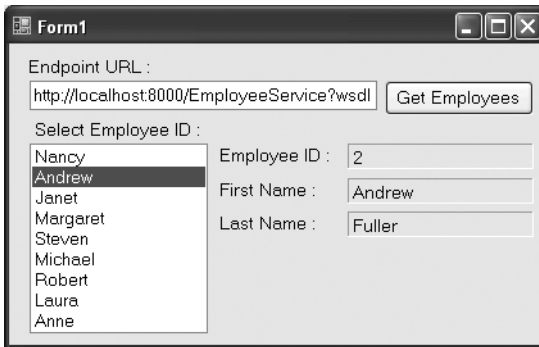 Form1
Endpoint URL :
http://localhost:8000/EmployeeService?wsdl
Get Employees
Select Employee ID :
Nancy
Andrew
Janet
Margaret
Steven
Michael
Robert
Laura
Anne
Employee ID : 2
First Name : Andrew
Last Name : Fuller